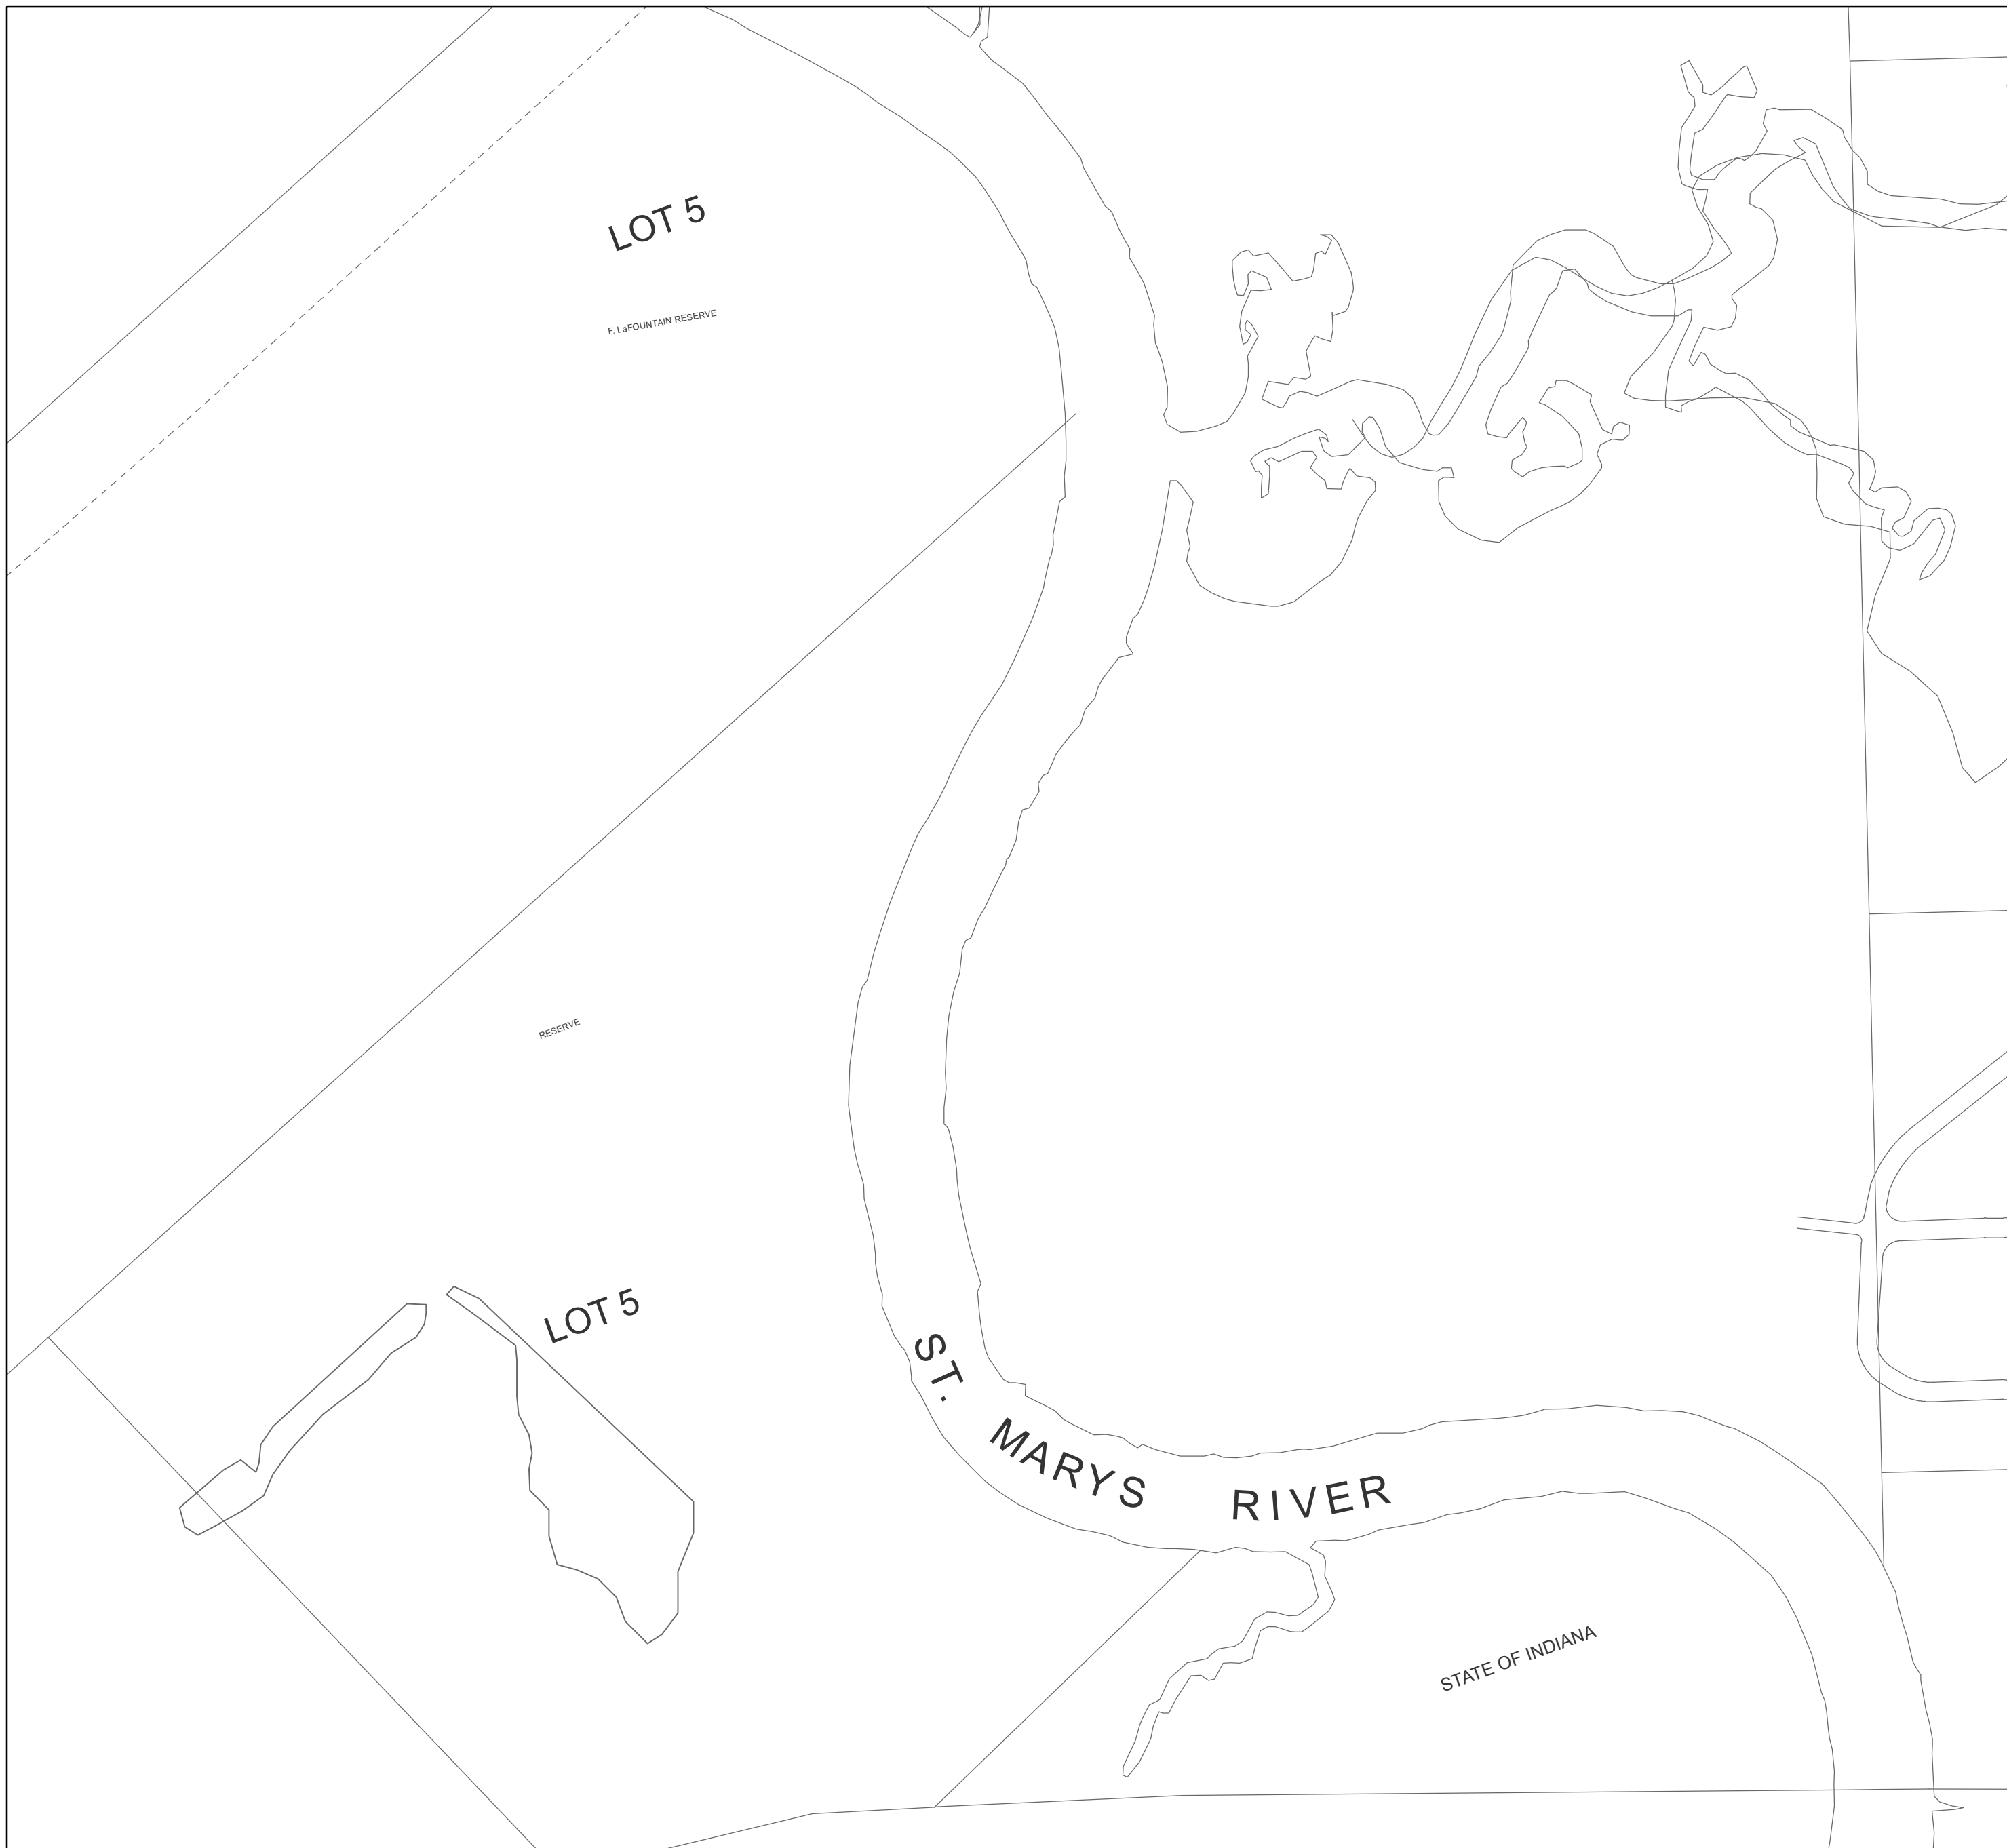 LOT 5
F. LaFOUNTAIN RESERVE
RESERVE
LOT 5
ST. MARYS RIVER
STATE OF INDIANA